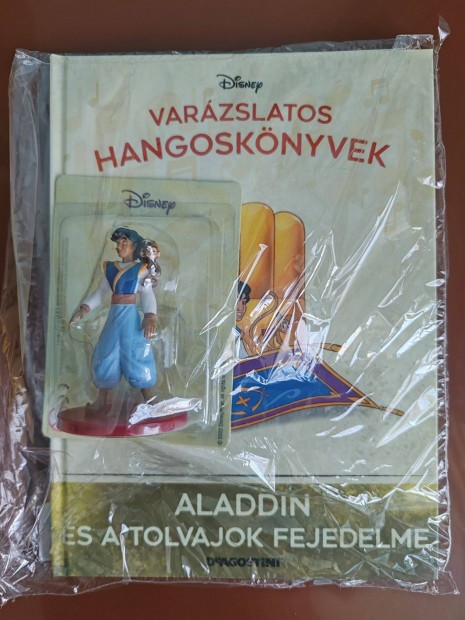 Disney
VARÁZSLATOS
HANGOSKÖNYVEK
Disney
ALADDIN
ÉS A TOLVAJOK FEJEDELME
DeAGOSTINI